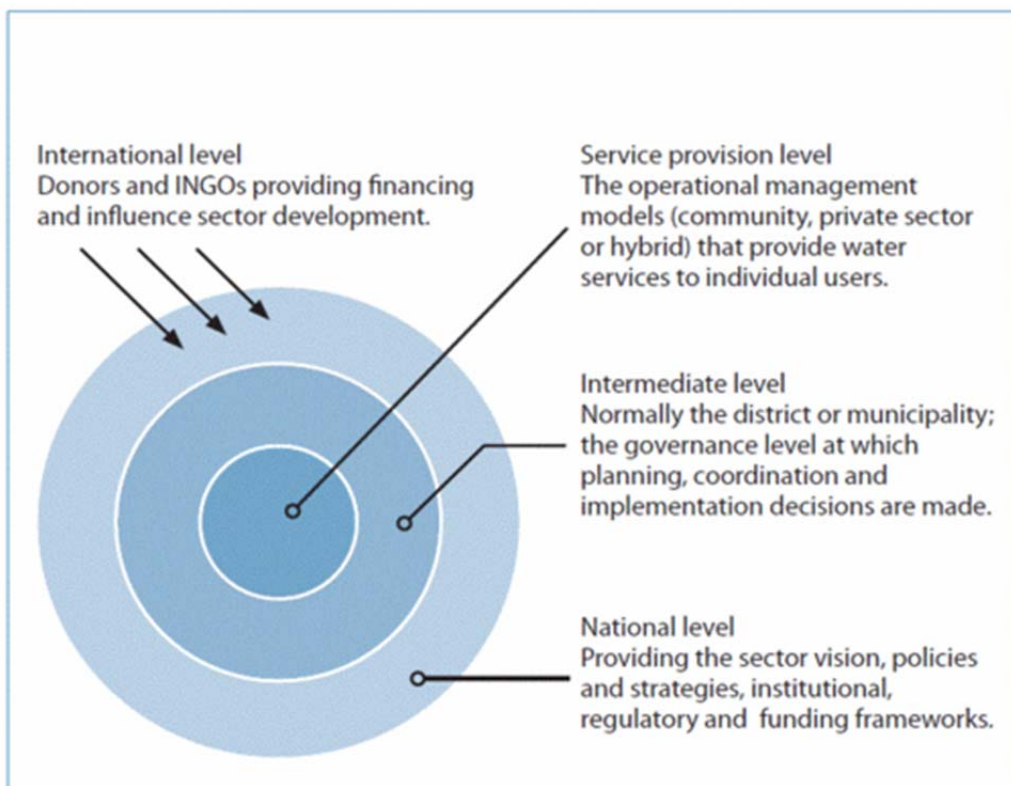 International level
Donors and INGOs providing financing
and influence sector development.
Service provision level
The operational management
models (community, private sector
or hybrid) that provide water
services to individual users.
Intermediate level
Normally the district or municipality;
the governance level at which
planning, coordination and
implementation decisions are made.
National level
Providing the sector vision, policies
and strategies, institutional,
regulatory and funding frameworks.